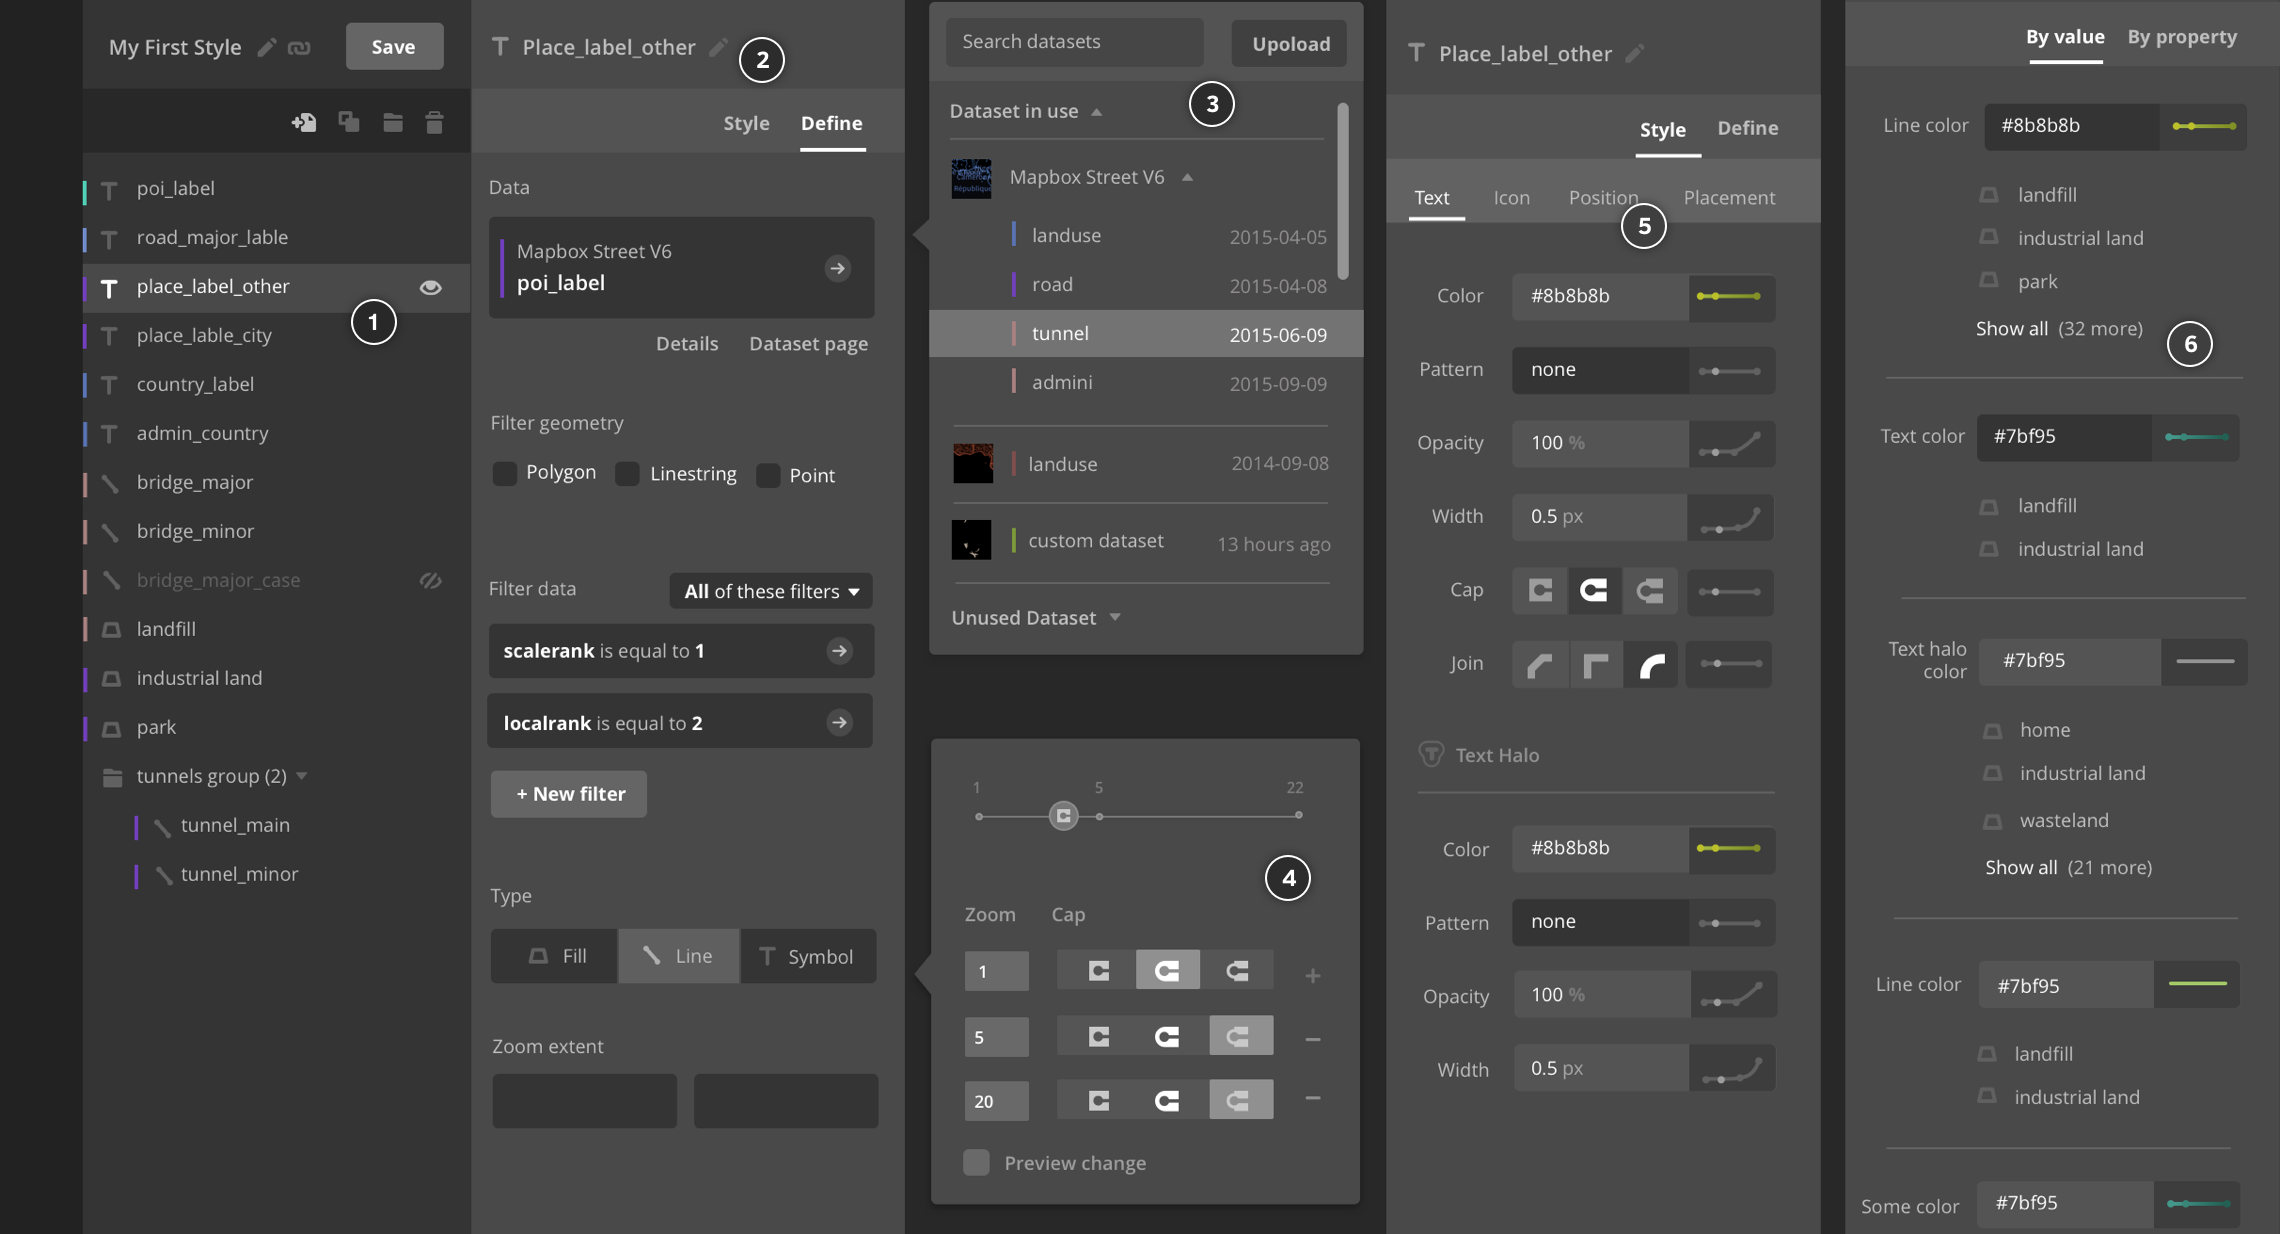 My First Style
Save
poi_label
road_major_lable
place_label_other
1
place_lable_city
country_label
admin_country
bridge_major
bridge_minor
bridge_major_case
landfill
industrial land
park
tunnels group (2)
tunnel_main
tunnel_minor
Place_label_other
2
Style Define
Data
Mapbox Street V6
poi_label
Details Dataset page
Filter geometry
Polygon Linestring Point
Filter data All of these filters
scalerank is equal to 1
localrank is equal to 2
+ New filter
Type
Fill Line Symbol
Zoom extent
Search datasets Upoload
3
Dataset in use
Mapbox Street V6
landuse 2015-04-05
road 2015-04-08
tunnel 2015-06-09
admini 2015-09-09
landuse 2014-09-08
custom dataset 13 hours ago
Unused Dataset
1 5 22
4
Zoom Cap
1
5
20
Preview change
Place_label_other
Style Define
Text Icon Position Placement
5
Color #8b8b8b
Pattern none
Opacity 100 %
Width 0.5 px
Cap
Join
Text Halo
Color #8b8b8b
Pattern none
Opacity 100 %
Width 0.5 px
By value By property
Line color #8b8b8b
landfill
industrial land
park
Show all (32 more)
6
Text color #7bf95
landfill
industrial land
Text halo
color
#7bf95
home
industrial land
wasteland
Show all (21 more)
Line color #7bf95
landfill
industrial land
Some color #7bf95